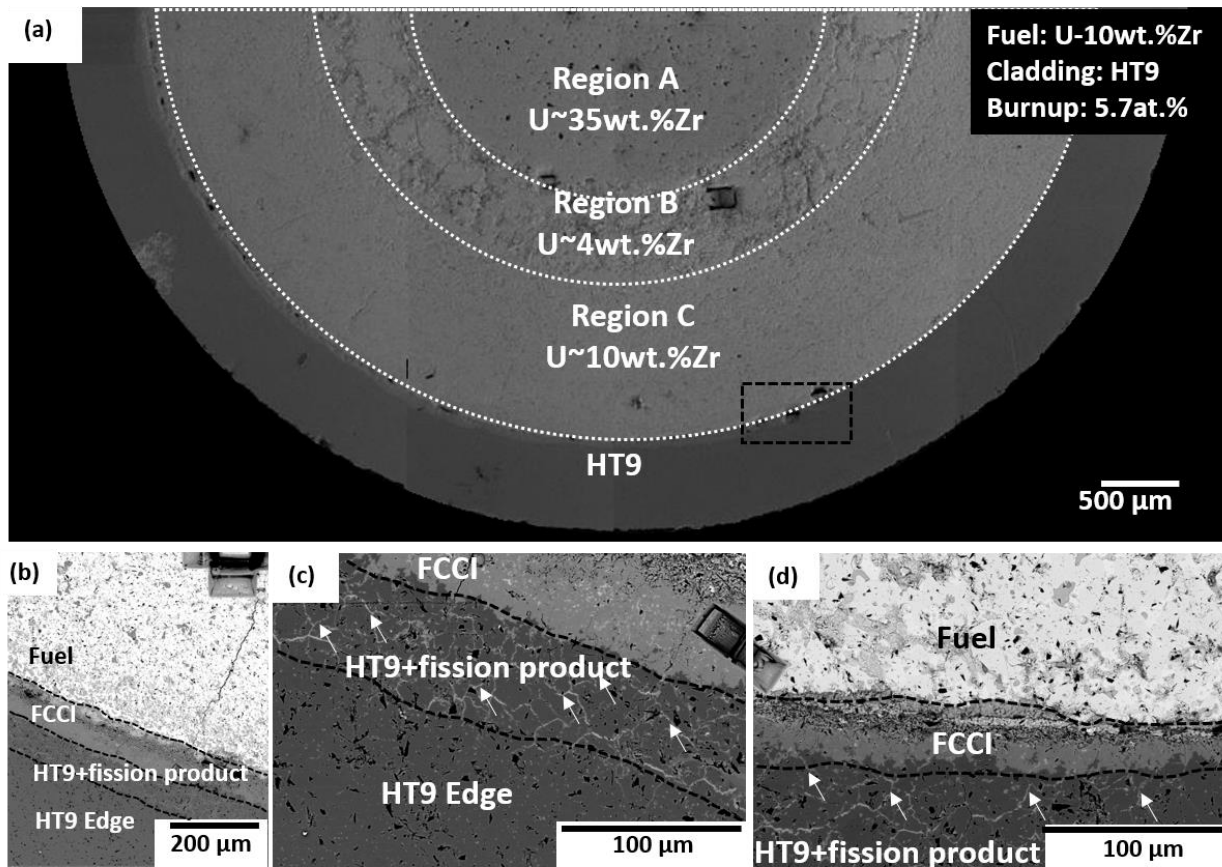 (a)
Fuel: U-10wt.%Zr
Cladding: HT9
Burnup: 5.7at.%
Region A
U~35wt.%Zr
Region B
U~4wt.%Zr
Region C
U~10wt.%Zr
HT9
500 μm
(b)
Fuel
FCCI
HT9+fission product
HT9 Edge
200 μm
(c)
FCCI
HT9+fission product
HT9 Edge
100 μm
(d)
Fuel
FCCI
HT9+fission product
100 μm